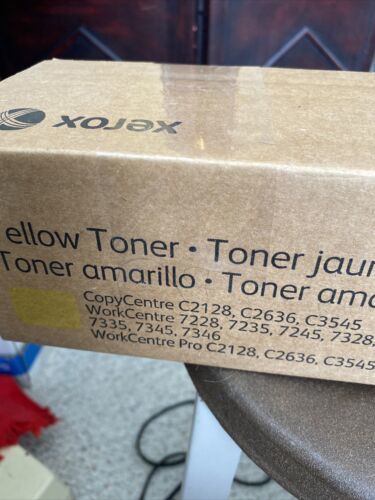 xerox
ellow Toner • Toner jau
Toner amarillo • Toner ama
CopyCentre C2128, C2636, C3545
WorkCentre 7228, 7235, 7245, 7328,
7335, 7345, 7346
WorkCentre Pro C2128, C2636, C3545